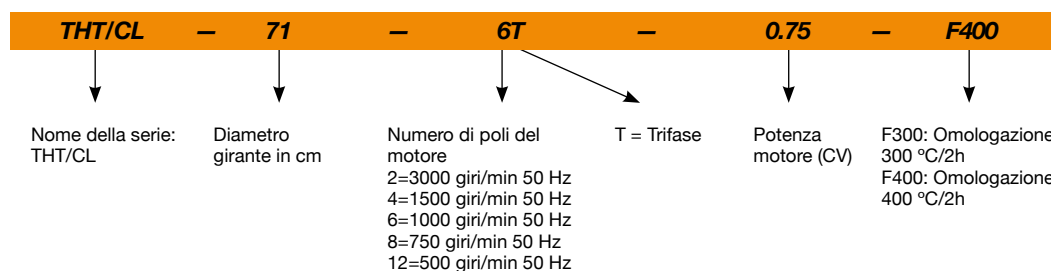 THT/CL — 71 — 6T — 0.75 — F400
Nome della serie:
THT/CL
Diametro
girante in cm
Numero di poli del
motore
2=3000 giri/min 50 Hz
4=1500 giri/min 50 Hz
6=1000 giri/min 50 Hz
8=750 giri/min 50 Hz
12=500 giri/min 50 Hz
T = Trifase
Potenza
motore (CV)
F300: Omologazione
300 ºC/2h
F400: Omologazione
400 ºC/2h